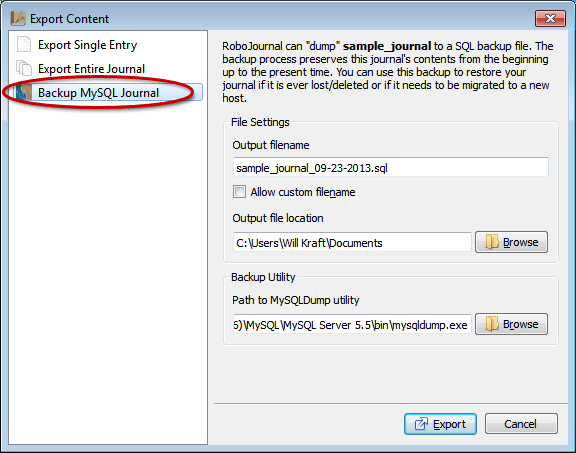 Export Content
Export Single Entry
Export Entire Journal
Backup MySQL Journal
RoboJournal can "dump" sample_journal to a SQL backup file. The
backup process preserves this journal's contents from the beginning
up to the present time. You can use this backup to restore your
journal if it is ever lost/deleted or if it needs to be migrated to a new
host.
File Settings
Output filename
sample_journal_09-23-2013.sql
Allow custom filename
Output file location
C:\Users\Will Kraft\Documents
Browse
Backup Utility
Path to MySQLDump utility
6)\MySQL\MySQL Server 5.5\bin\mysqldump.exe
Browse
Export
Cancel